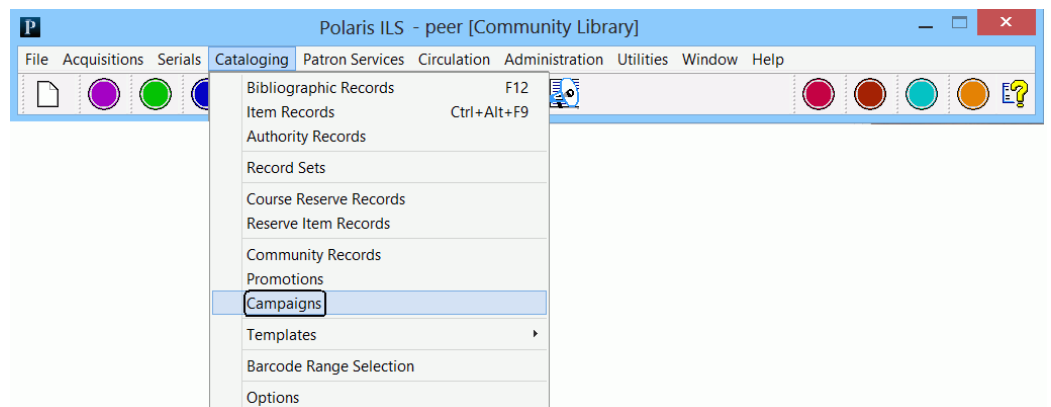 P Polaris ILS - peer [Community Library]
File Acquisitions Serials Cataloging Patron Services Circulation Administration Utilities Window Help
Bibliographic Records F12
Item Records Ctrl+Alt+F9
Authority Records
Record Sets
Course Reserve Records
Reserve Item Records
Community Records
Promotions
Campaigns
Templates
Barcode Range Selection
Options